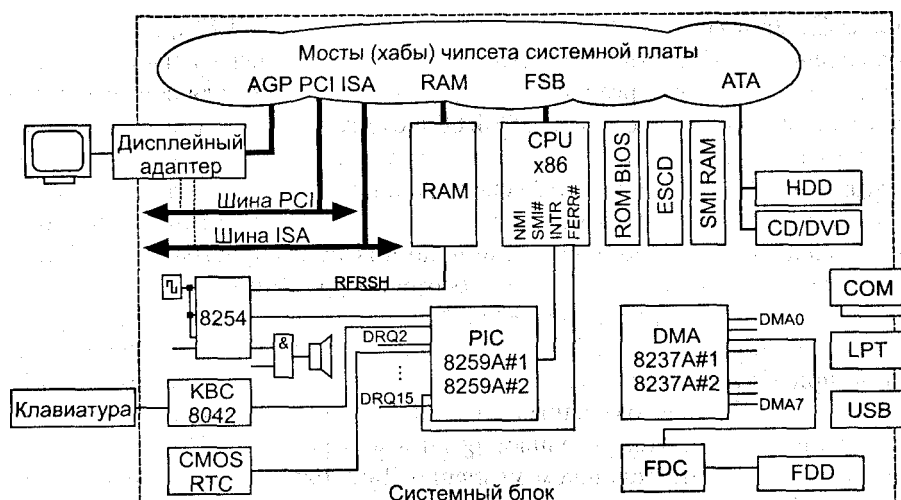 Мосты (хабы) чипсета системной платы
AGP PCI ISA RAM FSB ATA
Дисплейный
адаптер
RAM
CPU
x86
NMI
SMI#
INTR
FERR#
ROM BIOS
ESCD
SMI RAM
HDD
CD/DVD
Шина PCI
Шина ISA
RFRSH
8254
&
DRQ2
DRQ15
PIC
8259A#1
8259A#2
DMA
8237A#1
8237A#2
DMA0
DMA7
COM
LPT
USB
Клавиатура
KBC
8042
CMOS
RTC
FDC
FDD
Системный блок